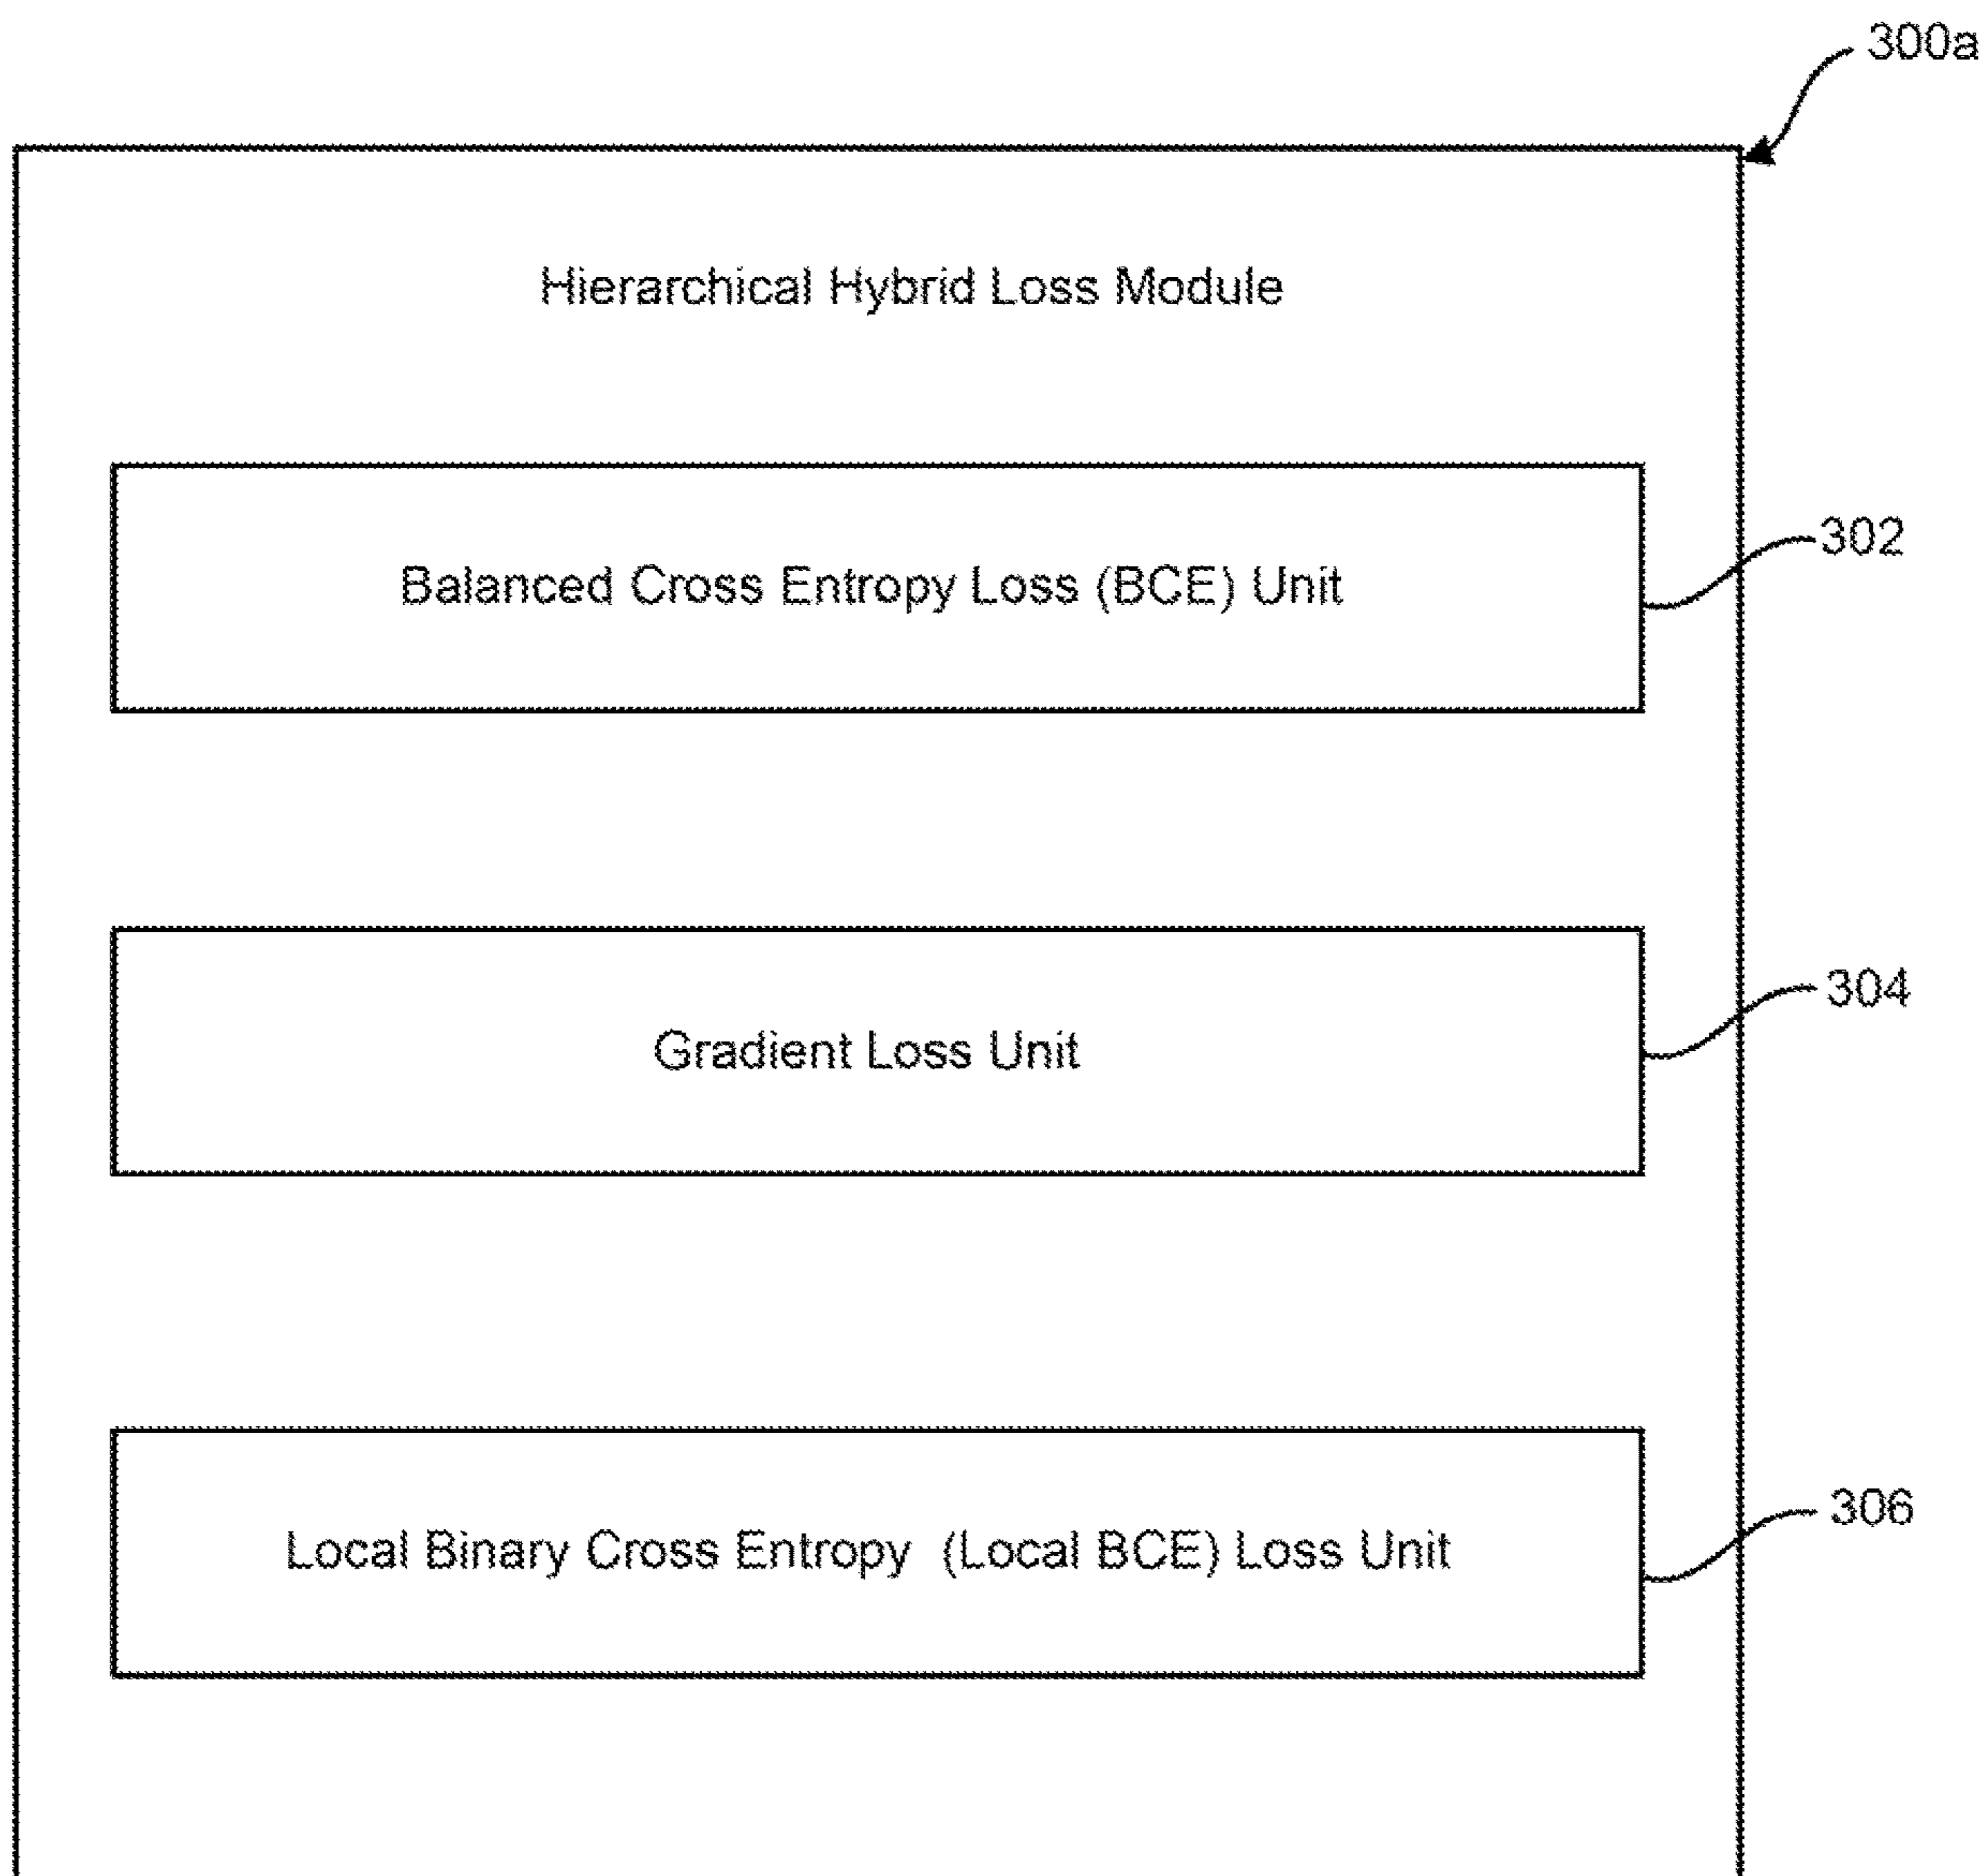 300a
Hierarchical Hybrid Loss Module
Balanced Cross Entropy Loss (BCE) Unit
302
Gradient Loss Unit
304
Local Binary Cross Entropy (Local BCE) Loss Unit
306